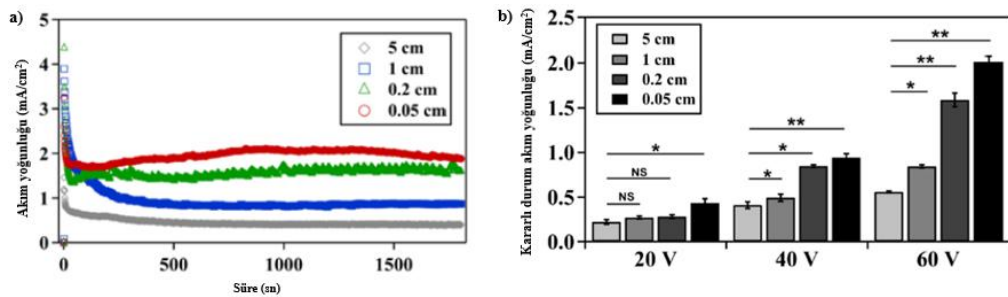 a)
Akım yoğunluğu (mA/cm²)
5
4
3
2
1
0
5 cm
1 cm
0.2 cm
0.05 cm
0
500
1000
1500
Süre (sn)
b)
Kararlı durum akım yoğunluğu (mA/cm²)
2.5
2.0
1.5
1.0
0.5
0.0
5 cm
1 cm
0.2 cm
0.05 cm
*
NS
NS
**
*
*
**
**
*
20 V
40 V
60 V